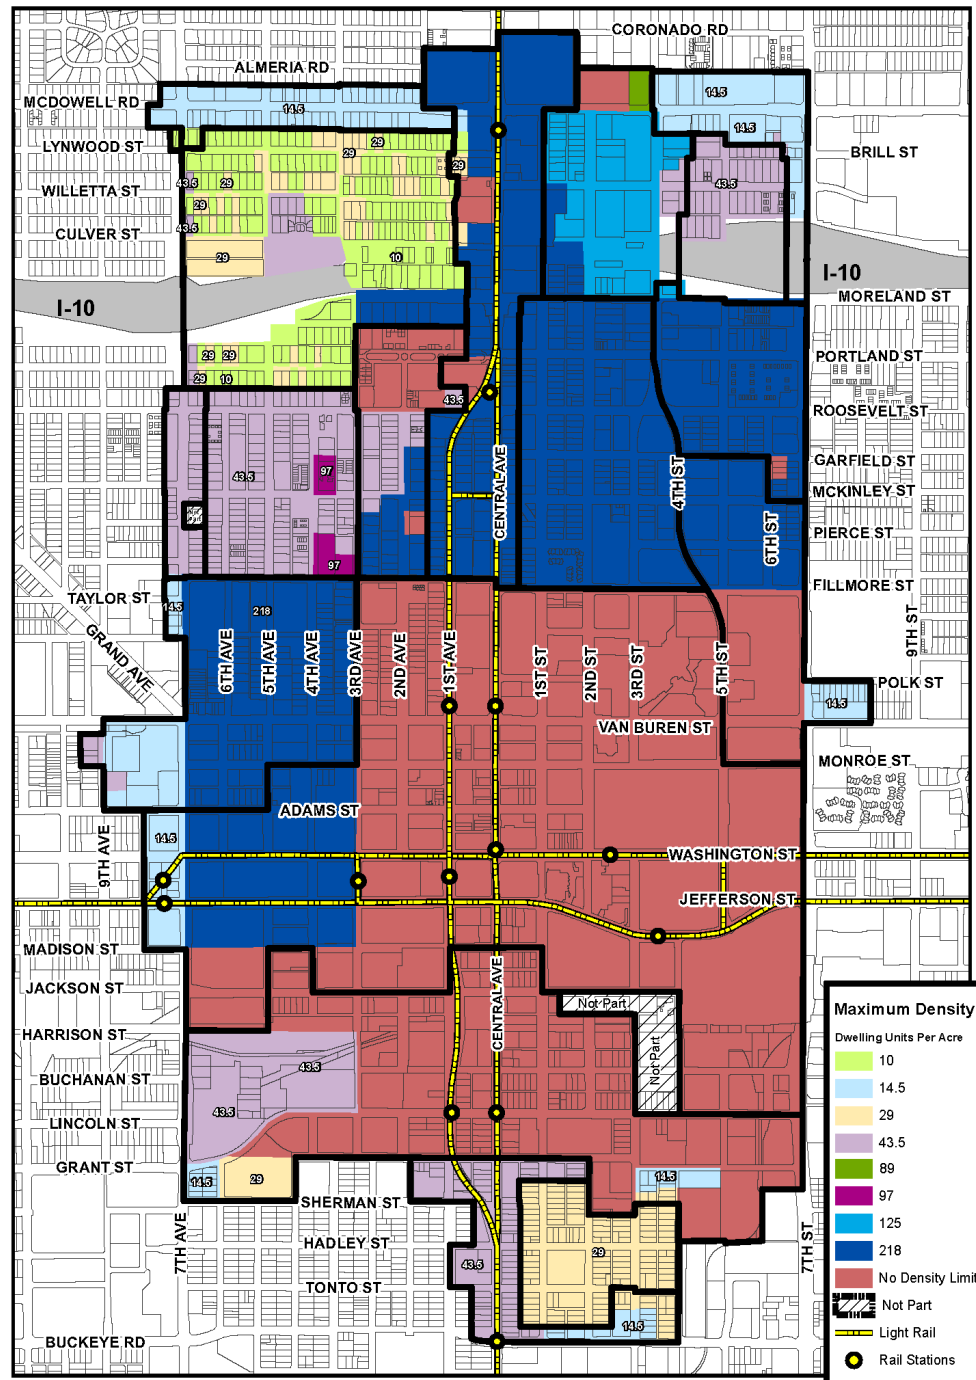 CORONADO RD
ALMERIA RD
MCDOWELL RD
14.5
14.5
14.5
LYNWOOD ST
29
29
29
BRILL ST
WILLETTA ST
43.5
29
43.5
29
CULVER ST
43.5
29
10
I-10
I-10
MORELAND ST
29
29
PORTLAND ST
29
10
43.5
ROOSEVELT ST
43.5
97
CENTRAL AVE
4TH ST
GARFIELD ST
MCKINLEY ST
Not Part
6TH ST
PIERCE ST
97
FILLMORE ST
TAYLOR ST
14.5
218
GRAND AVE
6TH AVE
5TH AVE
4TH AVE
3RD AVE
2ND AVE
1ST AVE
1ST ST
2ND ST
3RD ST
5TH ST
9TH ST
POLK ST
14.5
VAN BUREN ST
MONROE ST
ADAMS ST
9TH AVE
14.5
WASHINGTON ST
JEFFERSON ST
MADISON ST
JACKSON ST
CENTRAL AVE
Not Part
Not Part
HARRISON ST
43.5
BUCHANAN ST
43.5
LINCOLN ST
GRANT ST
14.5
29
14.5
SHERMAN ST
7TH AVE
HADLEY ST
43.5
29
7TH ST
TONTO ST
14.5
BUCKEYE RD
Maximum Density
Dwelling Units Per Acre
10
14.5
29
43.5
89
97
125
218
No Density Limit
Not Part
Light Rail
Rail Stations